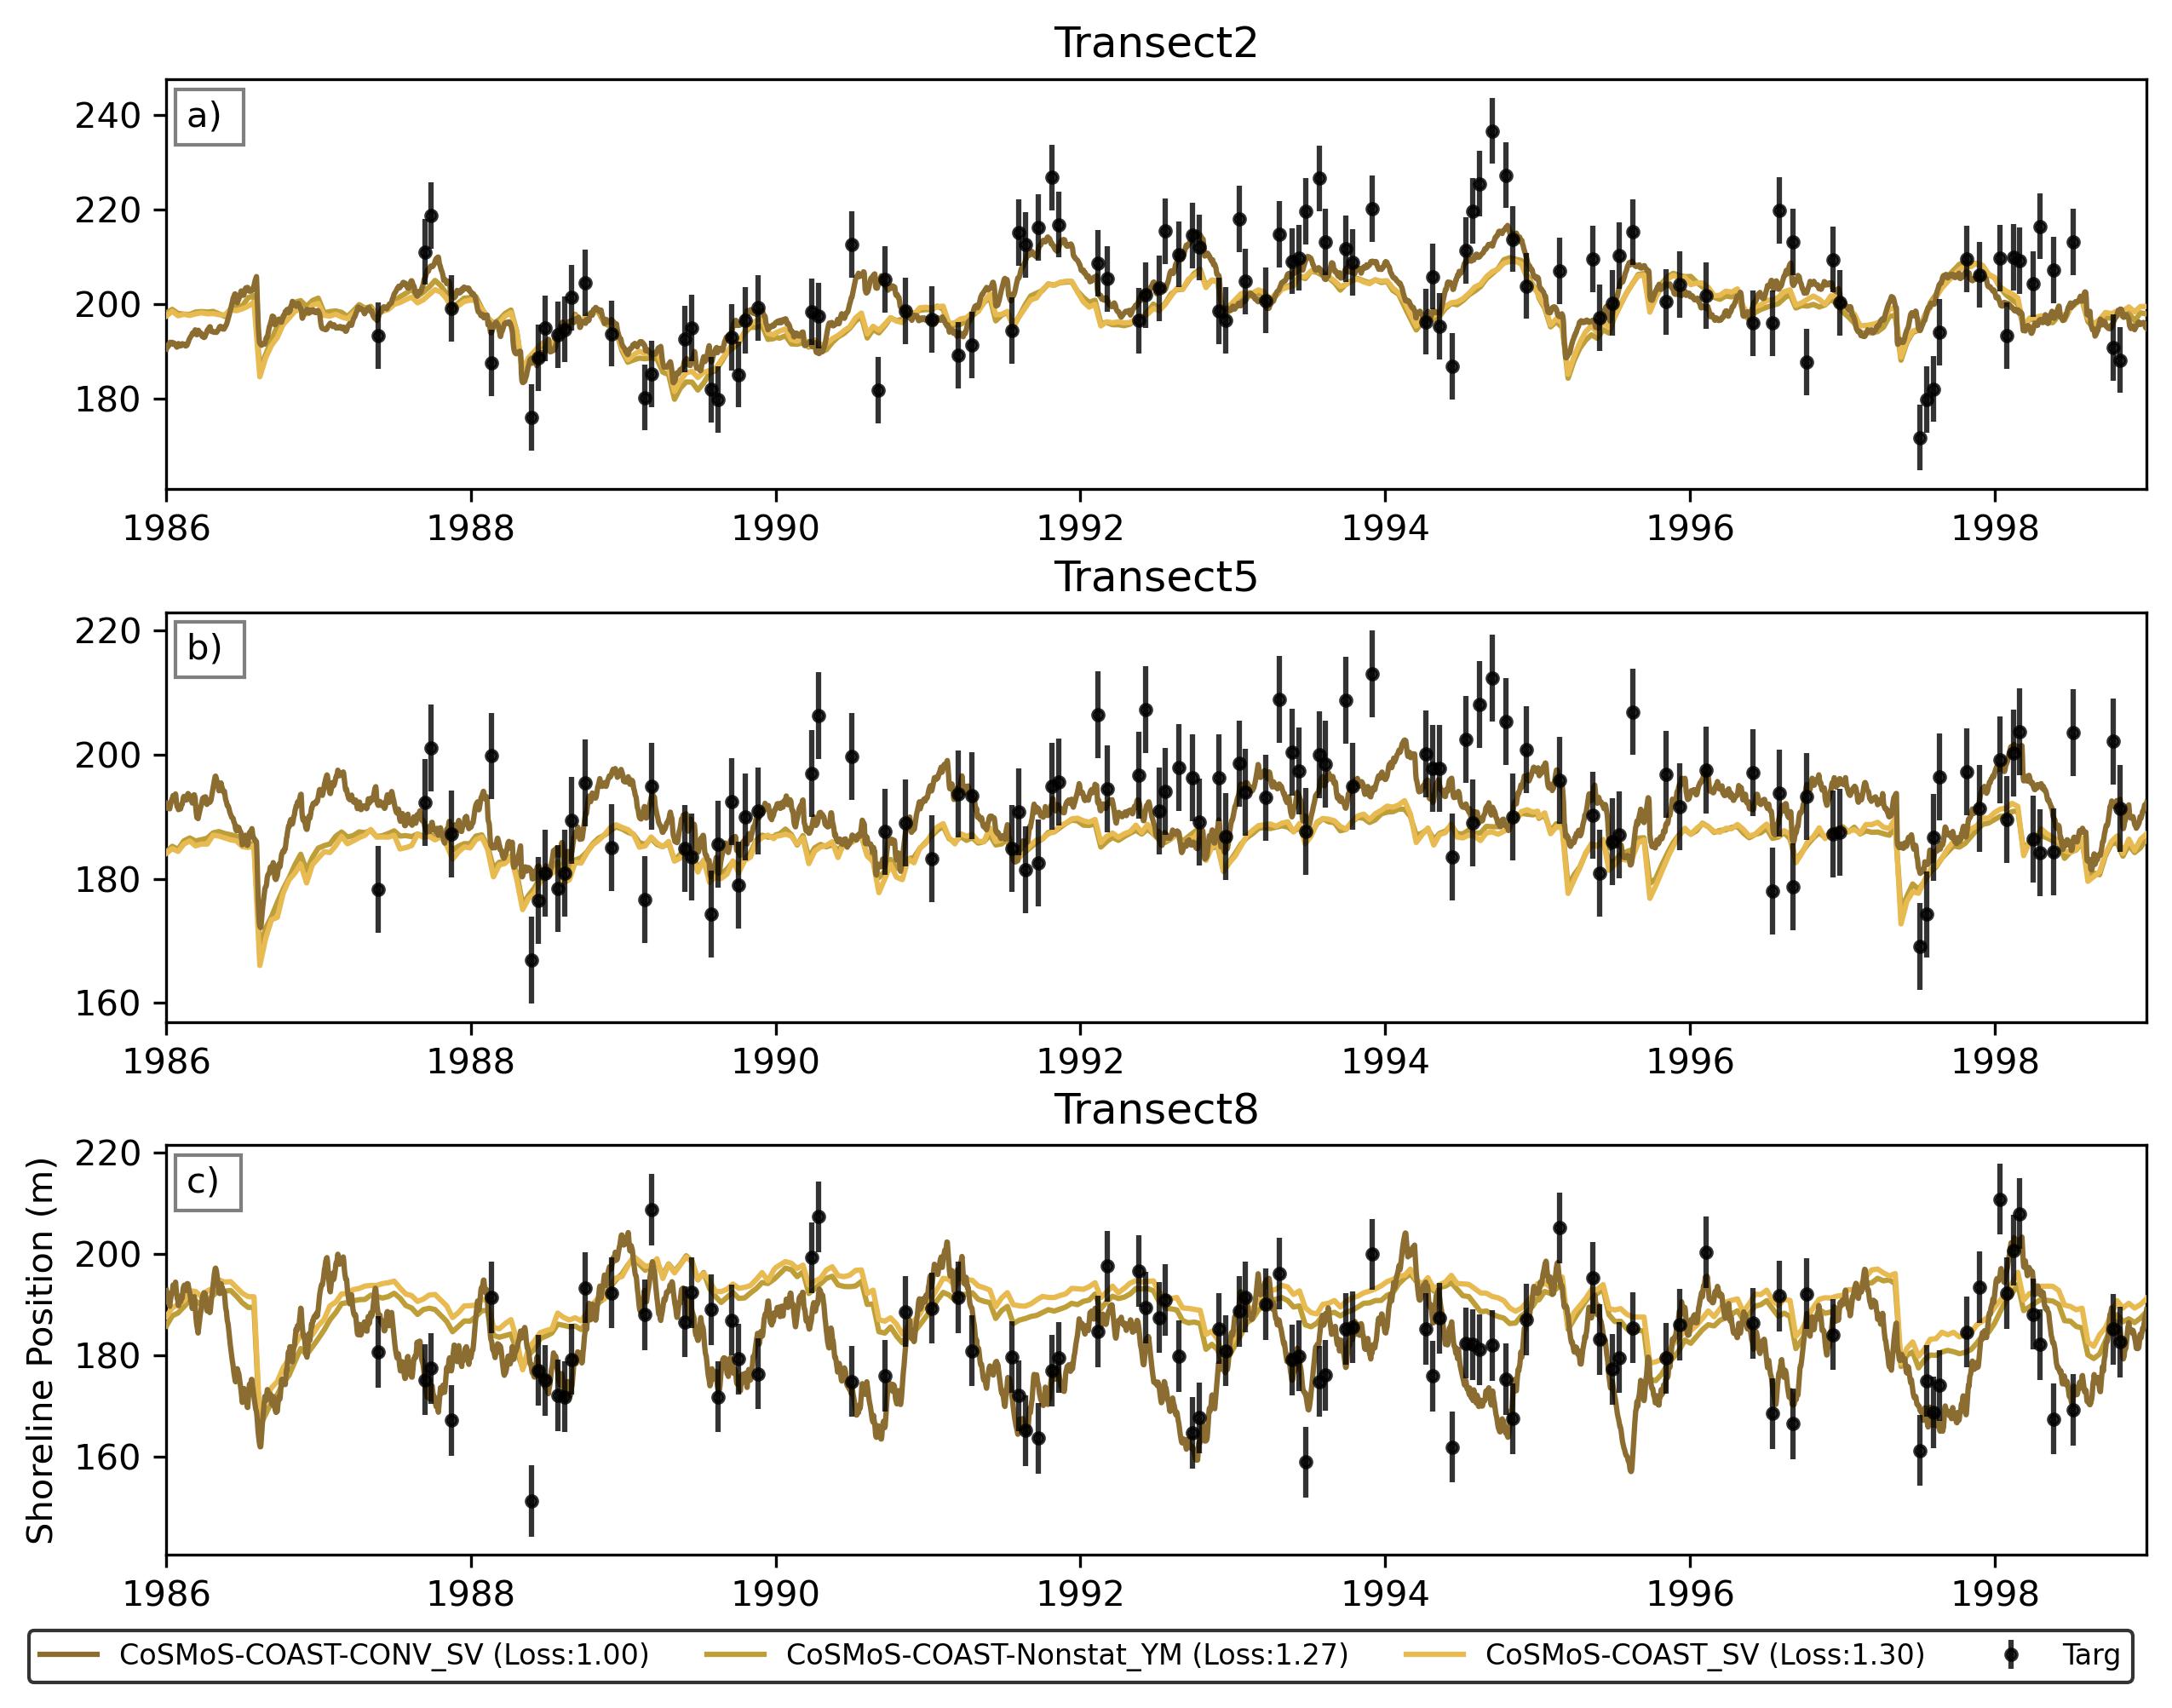 Transect2
a)
240
220
200
180
1986 1988 1990 1992 1994 1996 1998
Transect5
b)
220
200
180
160
1986 1988 1990 1992 1994 1996 1998
Transect8
c)
Shoreline Position (m)
220
200
180
160
1986 1988 1990 1992 1994 1996 1998
CoSMoS-COAST-CONV_SV (Loss:1.00) CoSMoS-COAST-Nonstat_YM (Loss:1.27) CoSMoS-COAST_SV (Loss:1.30) Targ